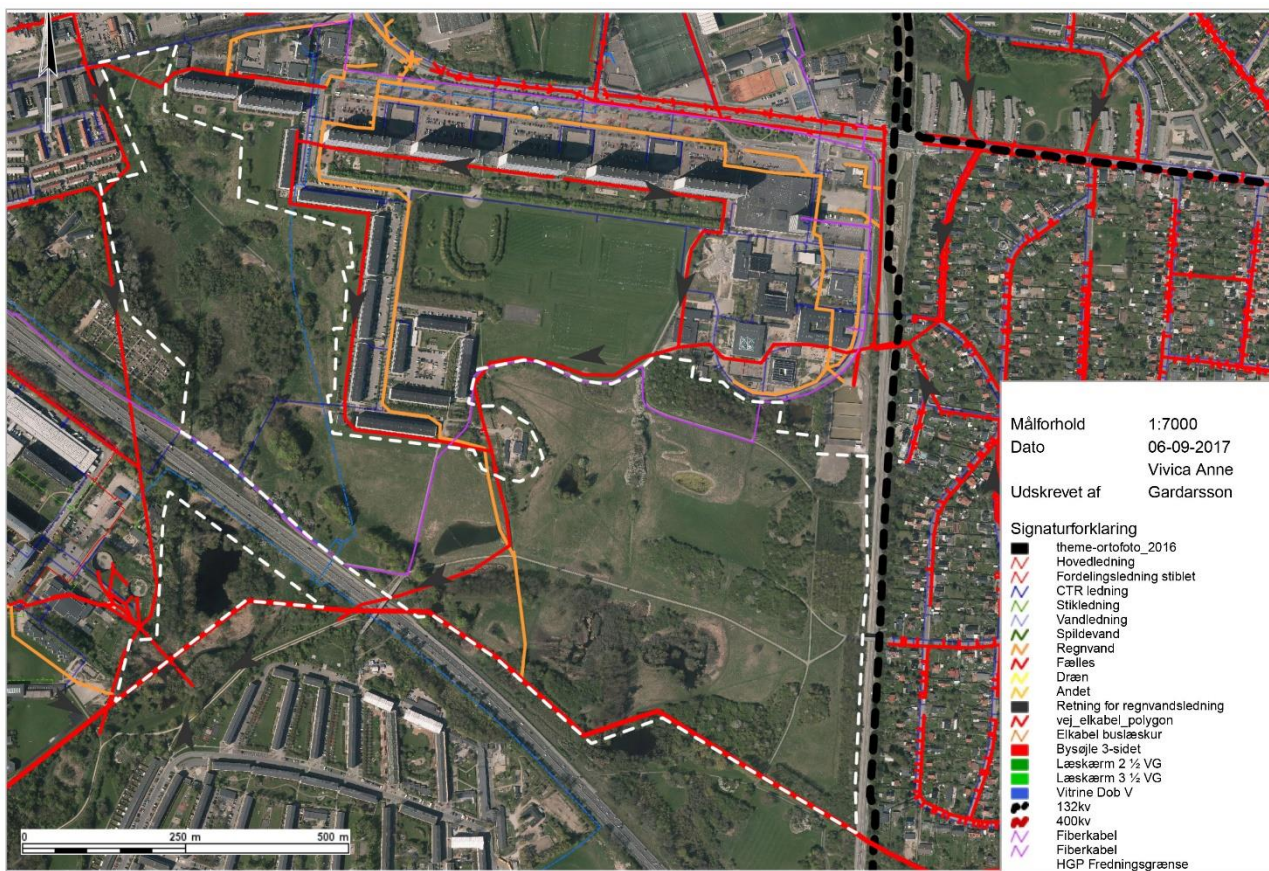 Målforhold 1:7000
Dato 06-09-2017
Vivica Anne
Udskrevet af Gardarsson
Signaturforklaring
theme-ortofoto_2016
Hovedledning
Fordelingsledning stiblet
CTR ledning
Stikledning
Vandledning
Spildevand
Regnvand
Fælles
Dræn
Andet
Retning for regnvandsledning
vej_elkabel_polygon
Elkabel buslæskur
Bysøjle 3-sidet
Læskærm 2 ½ VG
Læskærm 3 ½ VG
Vitrine Dob V
132kv
400kv
Fiberkabel
Fiberkabel
HGP Fredningsgrænse
0 250 m 500 m